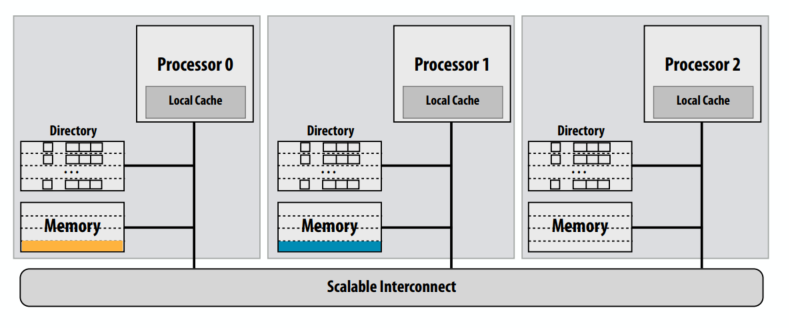 Processor 0
Local Cache
Directory
...
Memory
Processor 1
Local Cache
Directory
...
Memory
Processor 2
Local Cache
Directory
...
Memory
Scalable Interconnect